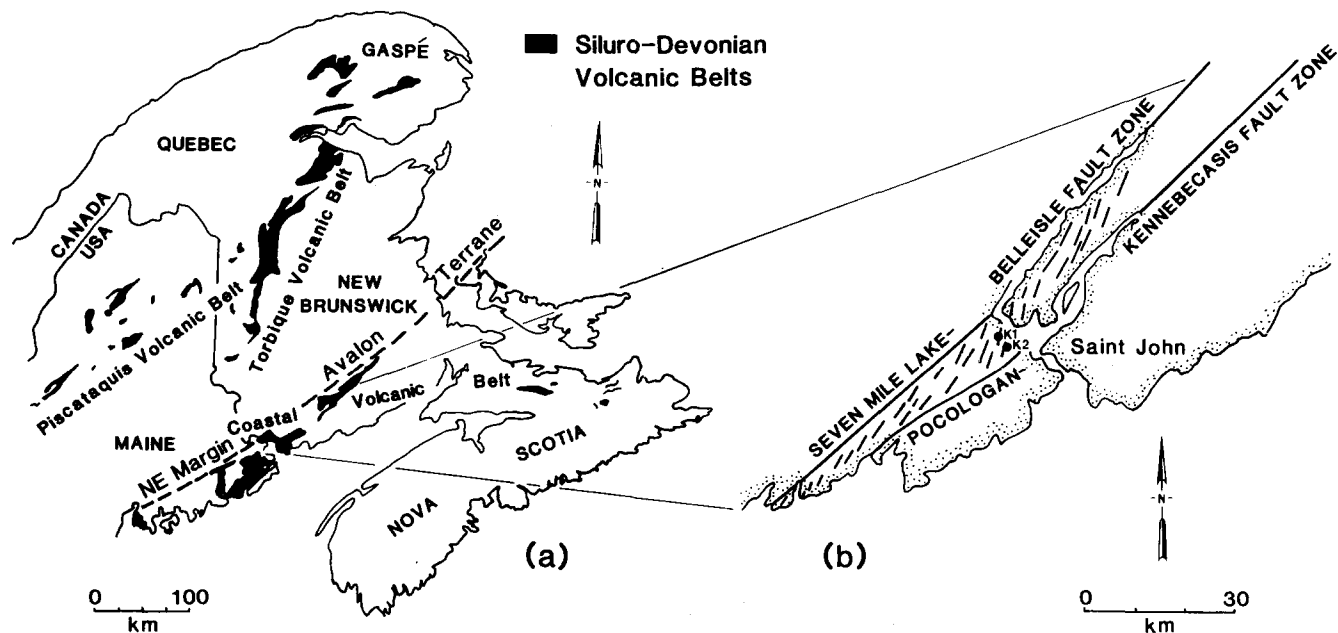 GASPÉ
Siluro-Devonian
Volcanic Belts
QUEBEC
N
CANADA
USA
Torbique Volcanic Belt
Piscataquis Volcanic Belt
NEW
BRUNSWICK
MAINE
NE Margin Avalon Terrane
Coastal Volcanic Belt
NOVA SCOTIA
(a)
0 100
km
BELLEISLE FAULT ZONE
KENNEBECASIS FAULT ZONE
SEVEN MILE LAKE
K1
K2
Saint John
POCOLOGAN
N
(b)
0 30
km